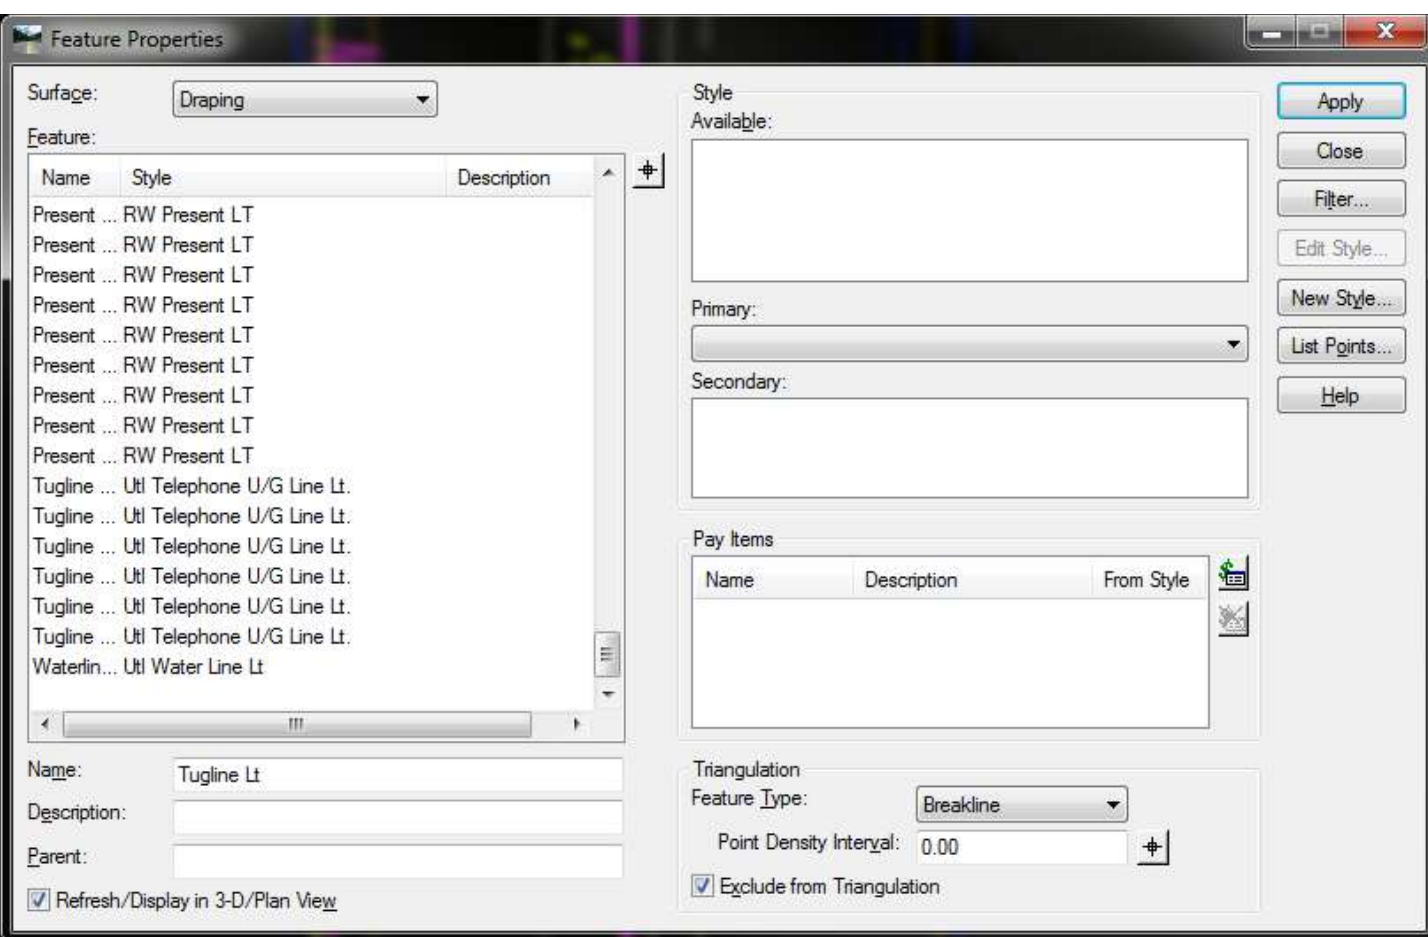 Feature Properties
Surface:
Draping
Feature:
Name Style Description
Present ... RW Present LT
Present ... RW Present LT
Present ... RW Present LT
Present ... RW Present LT
Present ... RW Present LT
Present ... RW Present LT
Present ... RW Present LT
Present ... RW Present LT
Present ... RW Present LT
Tugline ... Utl Telephone U/G Line Lt.
Tugline ... Utl Telephone U/G Line Lt.
Tugline ... Utl Telephone U/G Line Lt.
Tugline ... Utl Telephone U/G Line Lt.
Tugline ... Utl Telephone U/G Line Lt.
Tugline ... Utl Telephone U/G Line Lt.
Waterlin... Utl Water Line Lt
Name: Tugline Lt
Description:
Parent:
Refresh/Display in 3-D/Plan View
Style
Available:
Primary:
Secondary:
Pay Items
Name Description From Style
Triangulation
Feature Type: Breakline
Point Density Interval: 0.00
Exclude from Triangulation
Apply
Close
Filter...
Edit Style...
New Style...
List Points...
Help